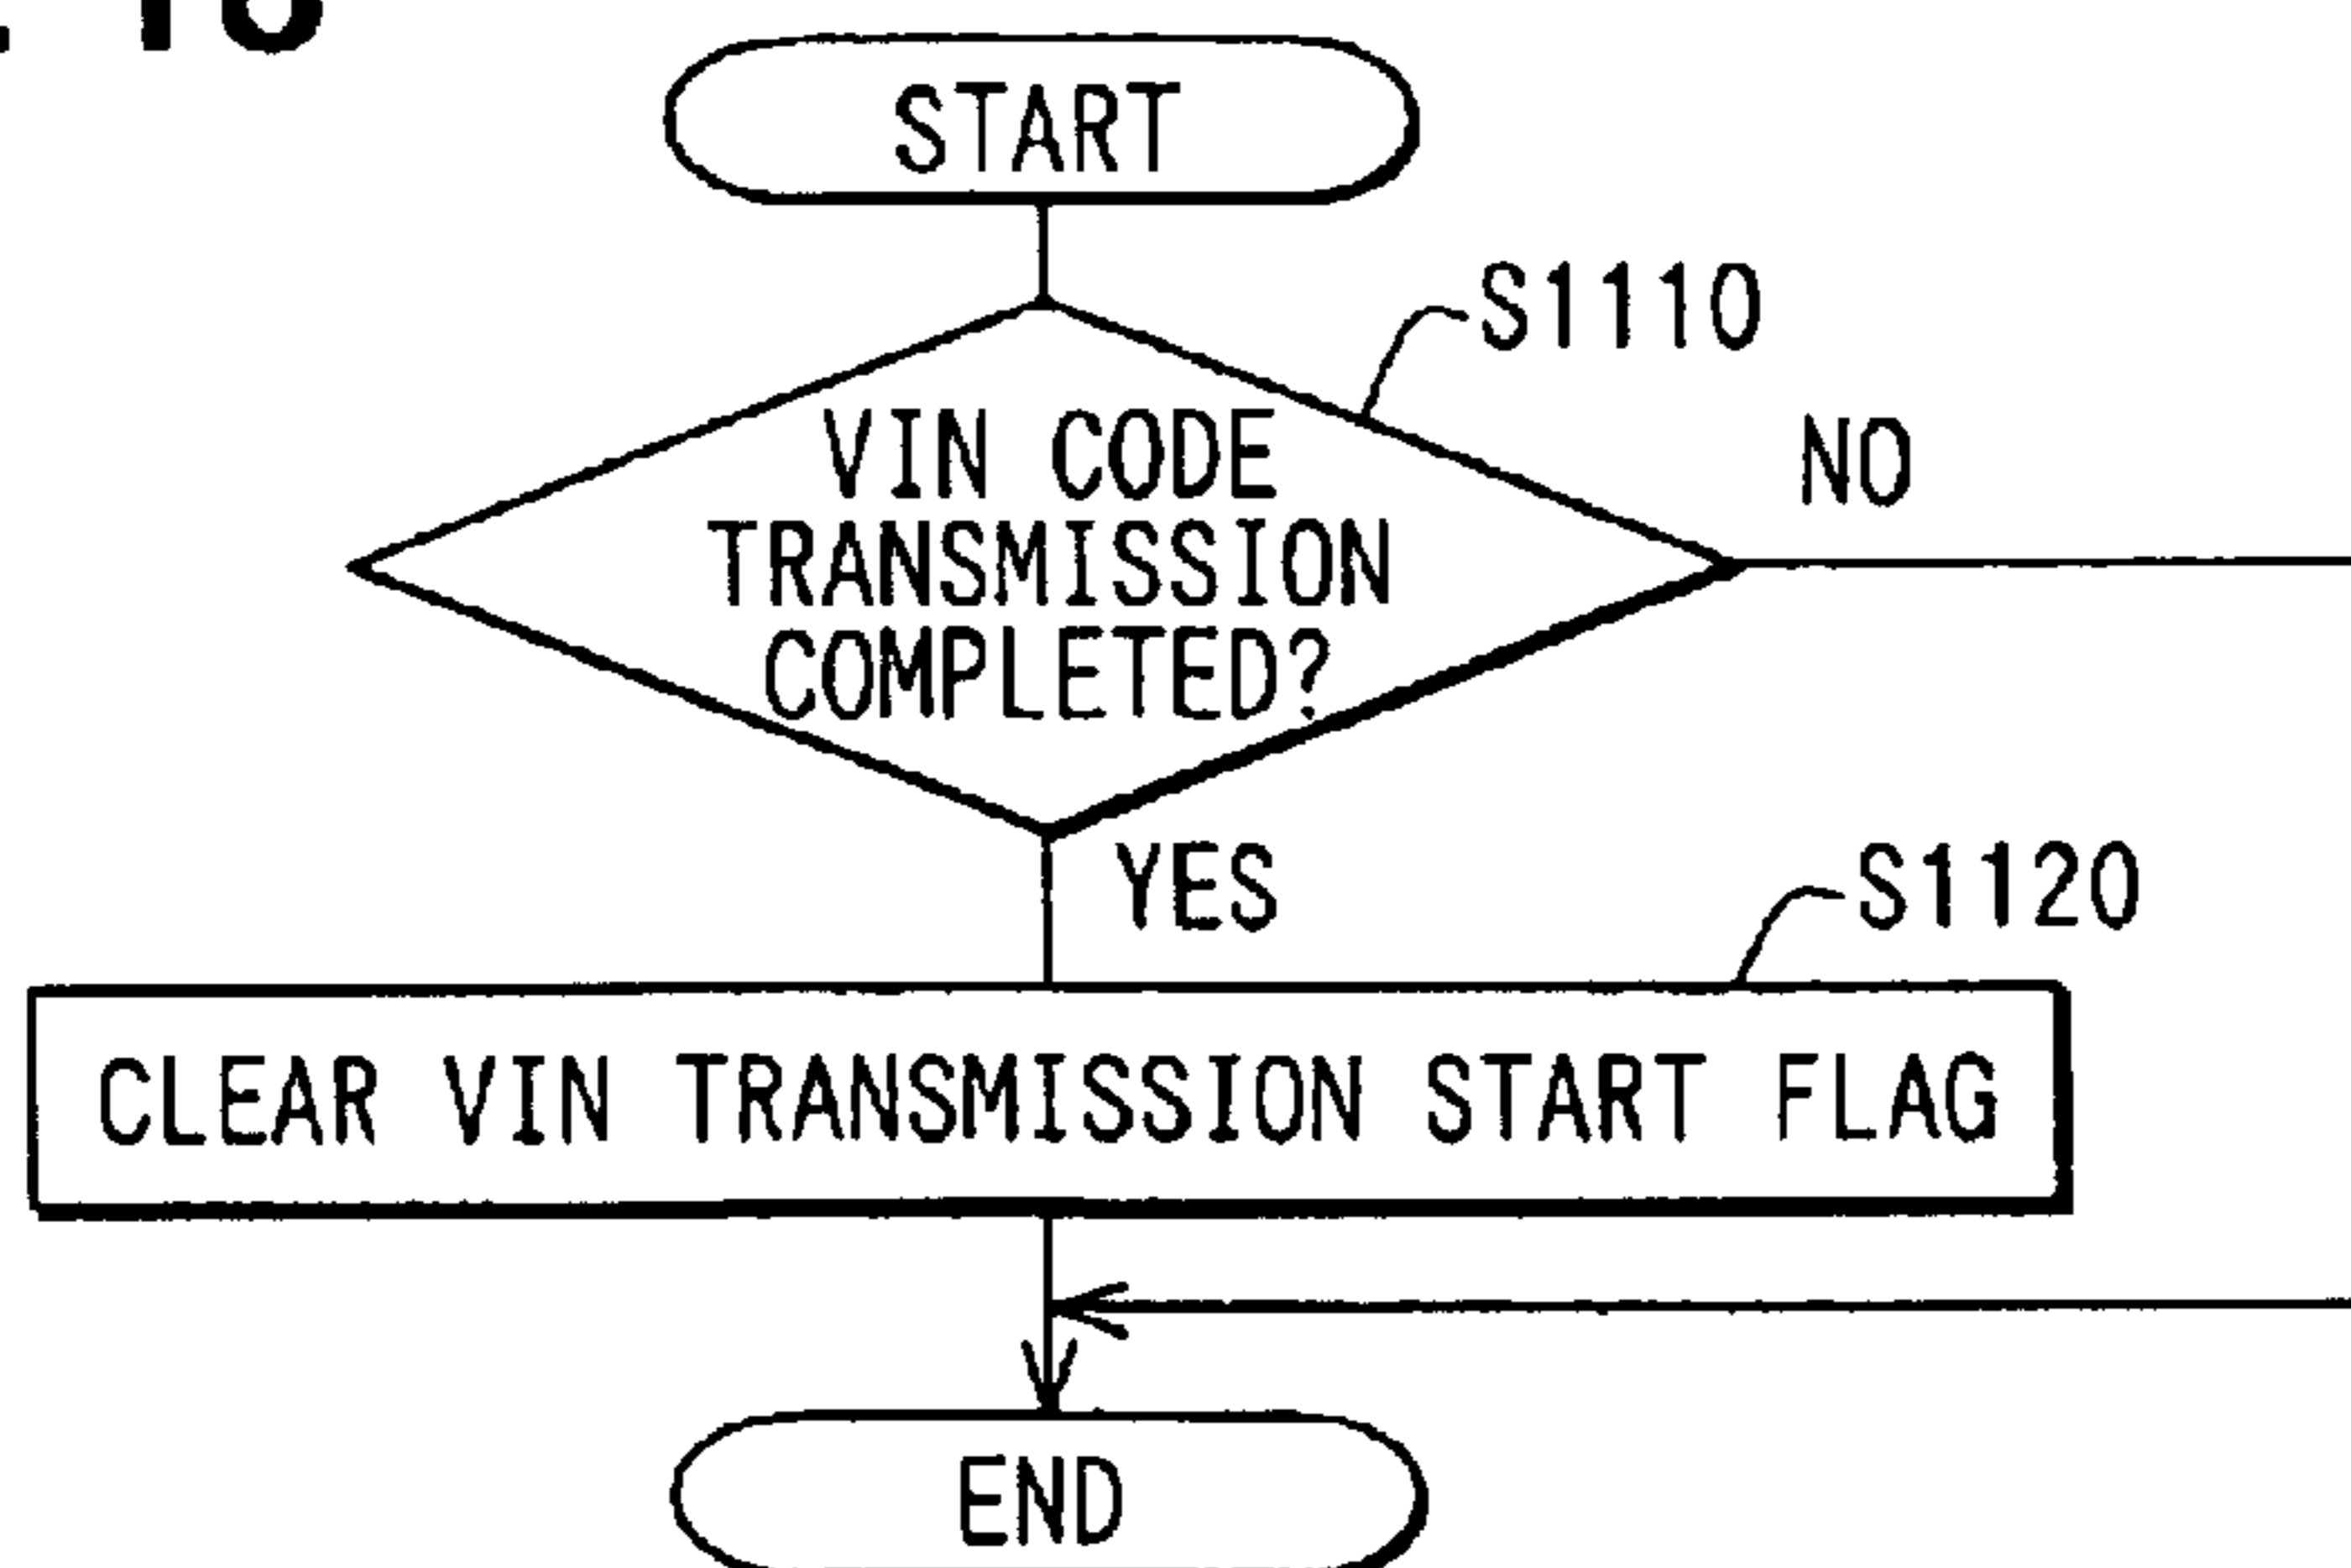 START
S1110
VIN CODE
TRANSMISSION
COMPLETED?
NO
YES
S1120
CLEAR VIN TRANSMISSION START FLAG
END